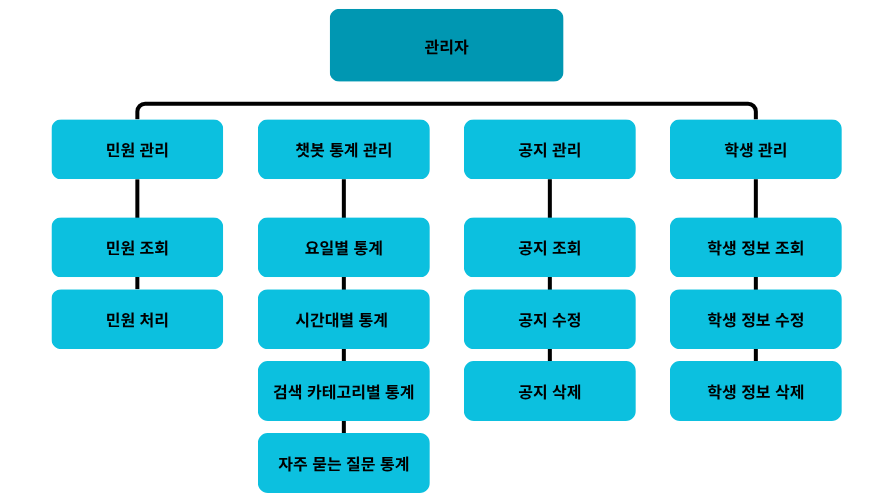 관리자
민원 관리
챗봇 통계 관리
공지 관리
학생 관리
민원 조회
요일별 통계
공지 조회
학생 정보 조회
민원 처리
시간대별 통계
공지 수정
학생 정보 수정
검색 카테고리별 통계
공지 삭제
학생 정보 삭제
자주 묻는 질문 통계